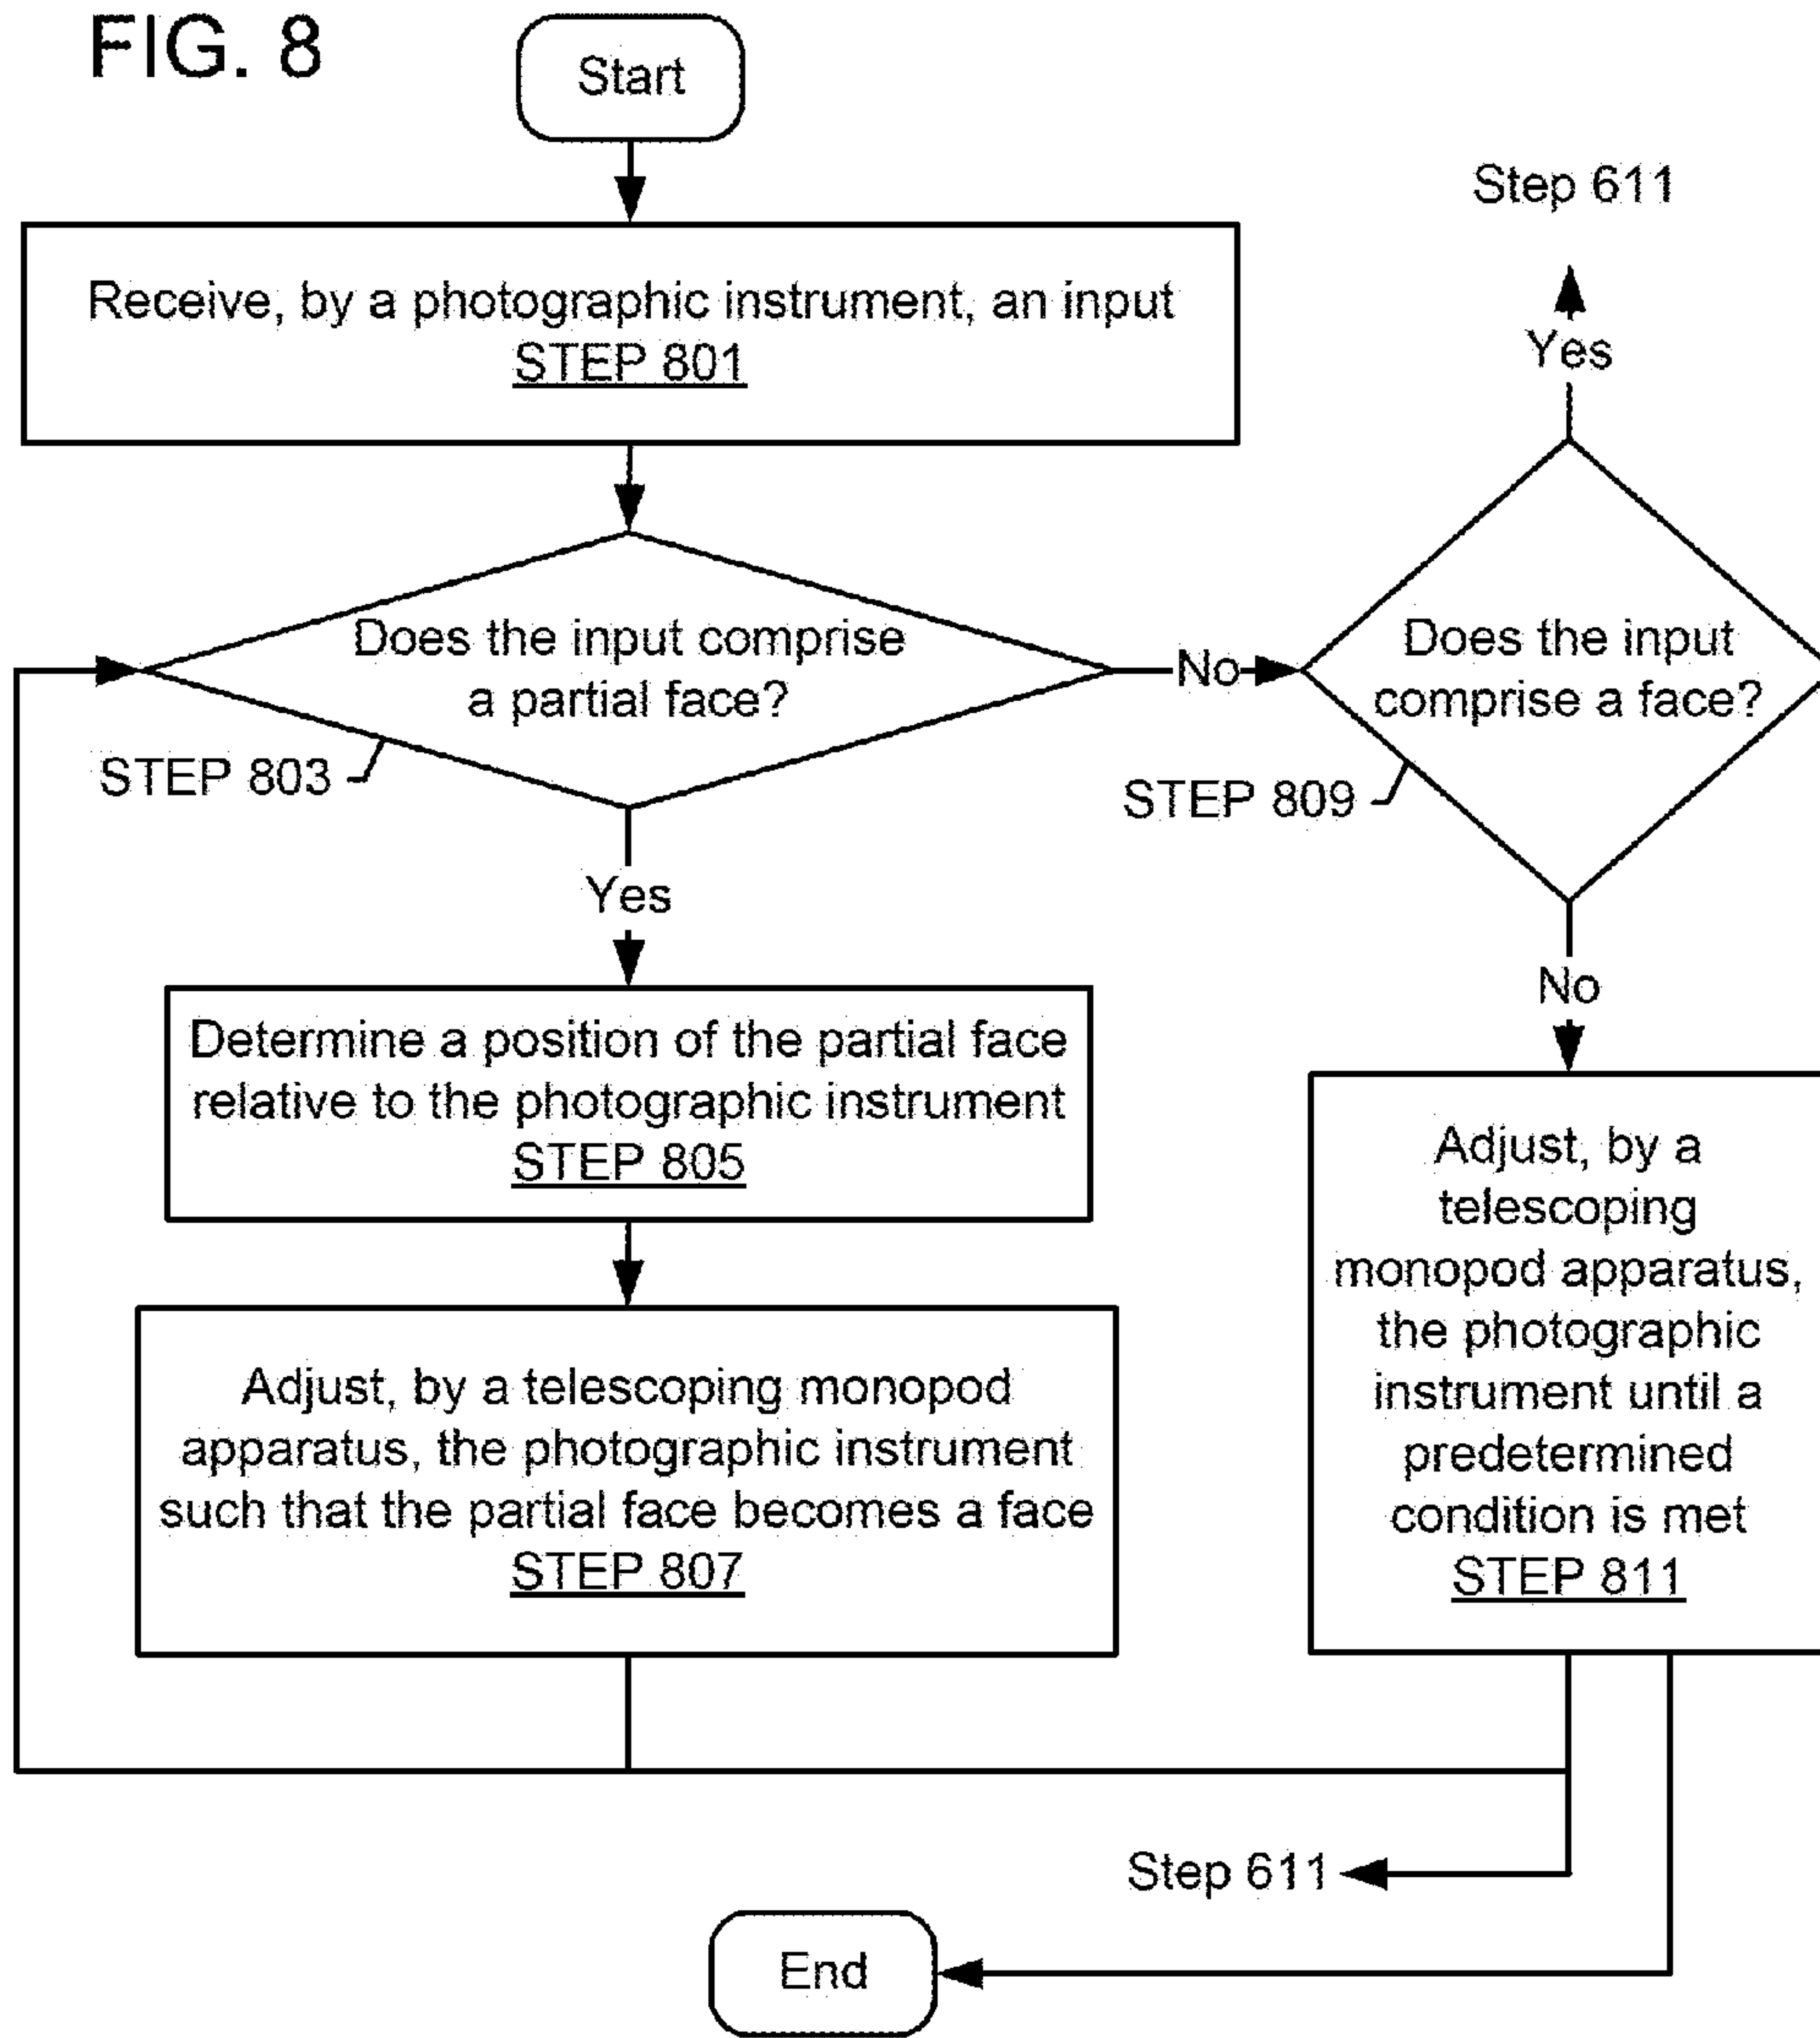 FIG. 8
Start
Receive, by a photographic instrument, an input
STEP 801
Does the input comprise
a partial face?
STEP 803
Yes
No
Determine a position of the partial face
relative to the photographic instrument
STEP 805
Adjust, by a telescoping monopod
apparatus, the photographic instrument
such that the partial face becomes a face
STEP 807
Step 611
Yes
Does the input
comprise a face?
STEP 809
No
Adjust, by a
telescoping
monopod apparatus,
the photographic
instrument until a
predetermined
condition is met
STEP 811
Step 611
End